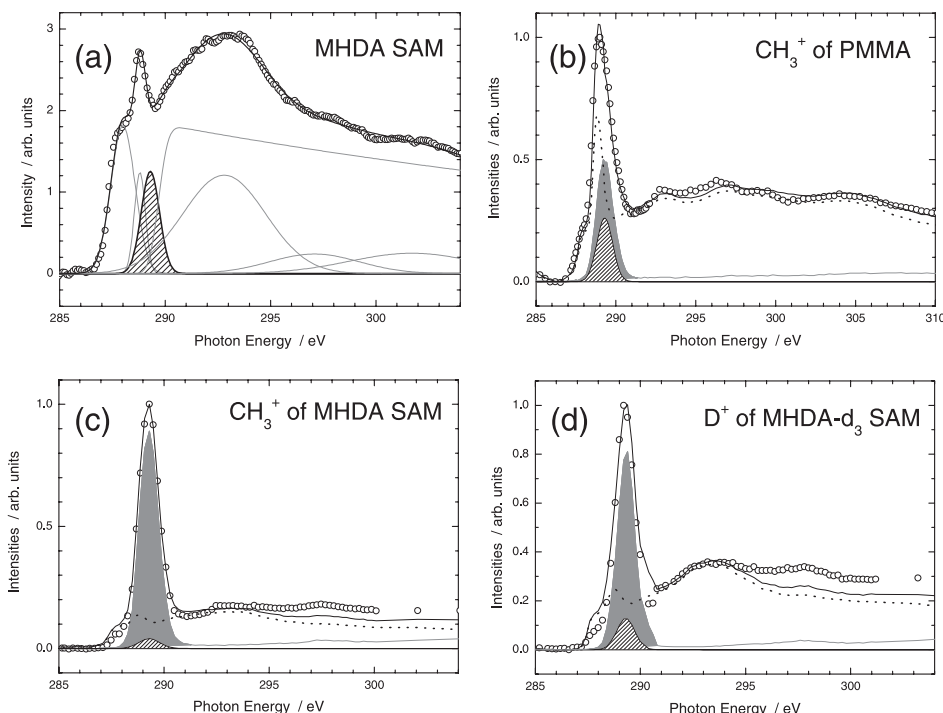 (a)
MHDA SAM
Intensity / arb. units
3
2
1
0
285
290
295
300
Photon Energy / eV
(b)
CH3+ of PMMA
Intensities / arb. units
1.0
0.5
0.0
285
290
295
300
305
310
Photon Energy / eV
(c)
CH3+ of MHDA SAM
Intensities / arb. units
1.0
0.5
0.0
285
290
295
300
Photon Energy / eV
(d)
D+ of MHDA-d3 SAM
Intensities / arb. units
1.0
0.8
0.6
0.4
0.2
0.0
285
290
295
300
Photon Energy / eV